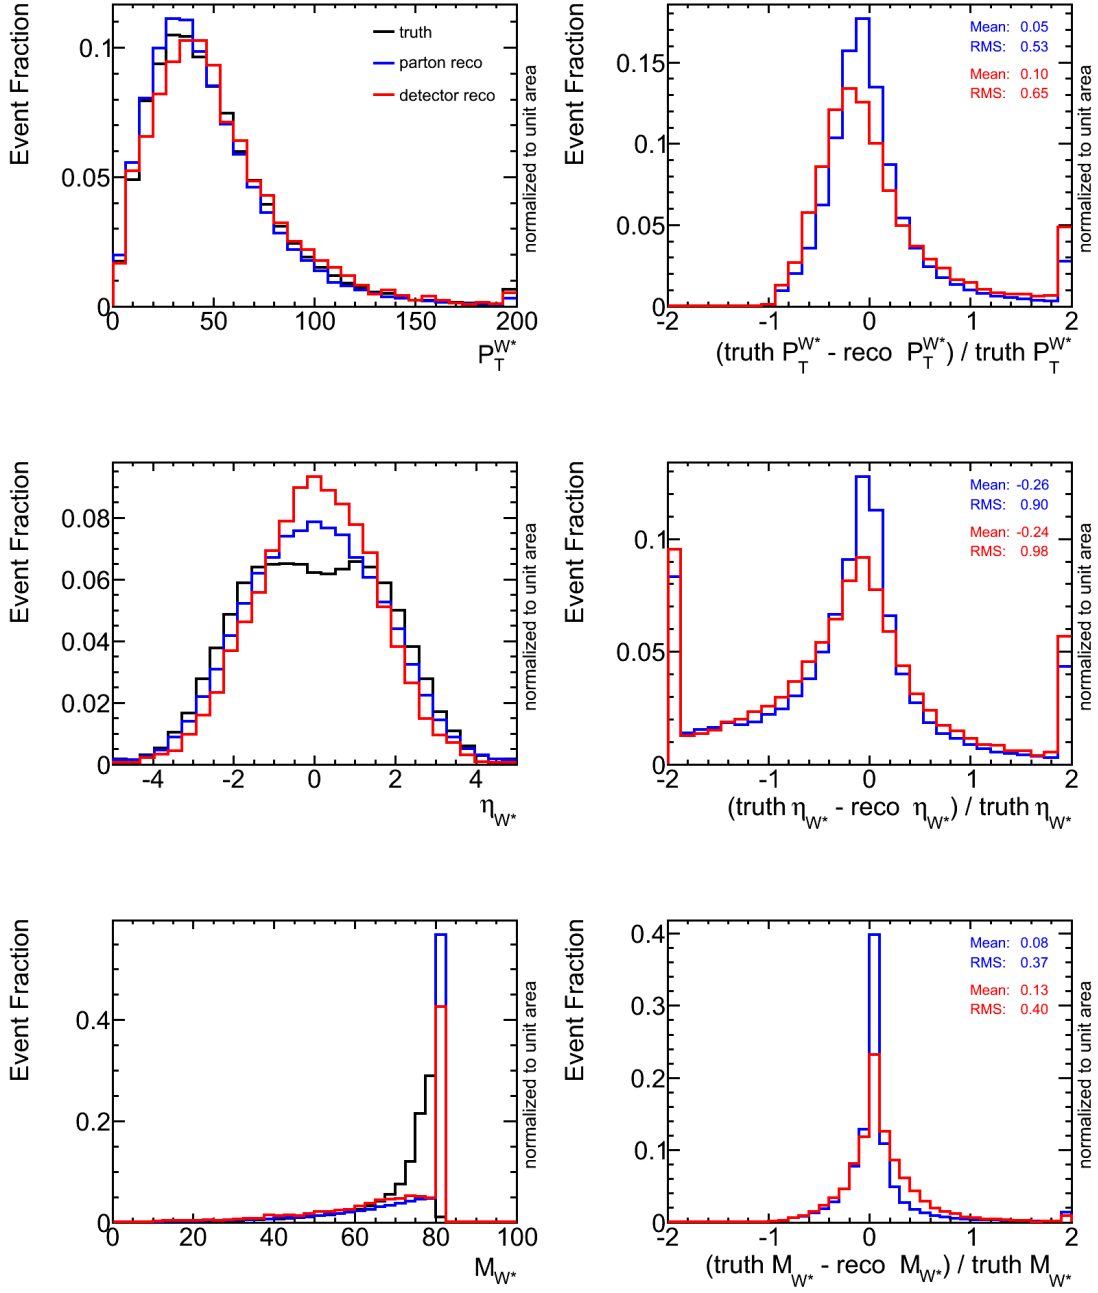 Event Fraction
0.1
0.05
0
0 50 100 150 200
P_T^{W*}
truth
parton reco
detector reco
normalized to unit area
Event Fraction
0.15
0.1
0.05
0
-2 -1 0 1 2
(truth P_T^{W*} - reco P_T^{W*}) / truth P_T^{W*}
Mean: 0.05
RMS: 0.53
Mean: 0.10
RMS: 0.65
normalized to unit area
Event Fraction
0.08
0.06
0.04
0.02
0
-4 -2 0 2 4
η_{W*}
normalized to unit area
Event Fraction
0.1
0.05
0
-2 -1 0 1 2
(truth η_{W*} - reco η_{W*}) / truth η_{W*}
Mean: -0.26
RMS: 0.90
Mean: -0.24
RMS: 0.98
normalized to unit area
Event Fraction
0.4
0.2
0
0 20 40 60 80 100
M_{W*}
normalized to unit area
Event Fraction
0.4
0.3
0.2
0.1
0
-2 -1 0 1 2
(truth M_{W*} - reco M_{W*}) / truth M_{W*}
Mean: 0.08
RMS: 0.37
Mean: 0.13
RMS: 0.40
normalized to unit area